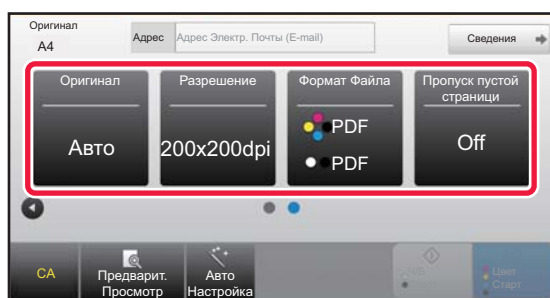 Оригинал
A4
Адрес
Адрес Электр. Почты (E-mail)
Сведения
Оригинал
Авто
Разрешение
200x200dpi
Формат Файла
PDF
PDF
Пропуск пустой
страници
Off
CA
Предварит.
Просмотр
Авто
Настройка
Ч/Б
Старт
Цвет
Старт